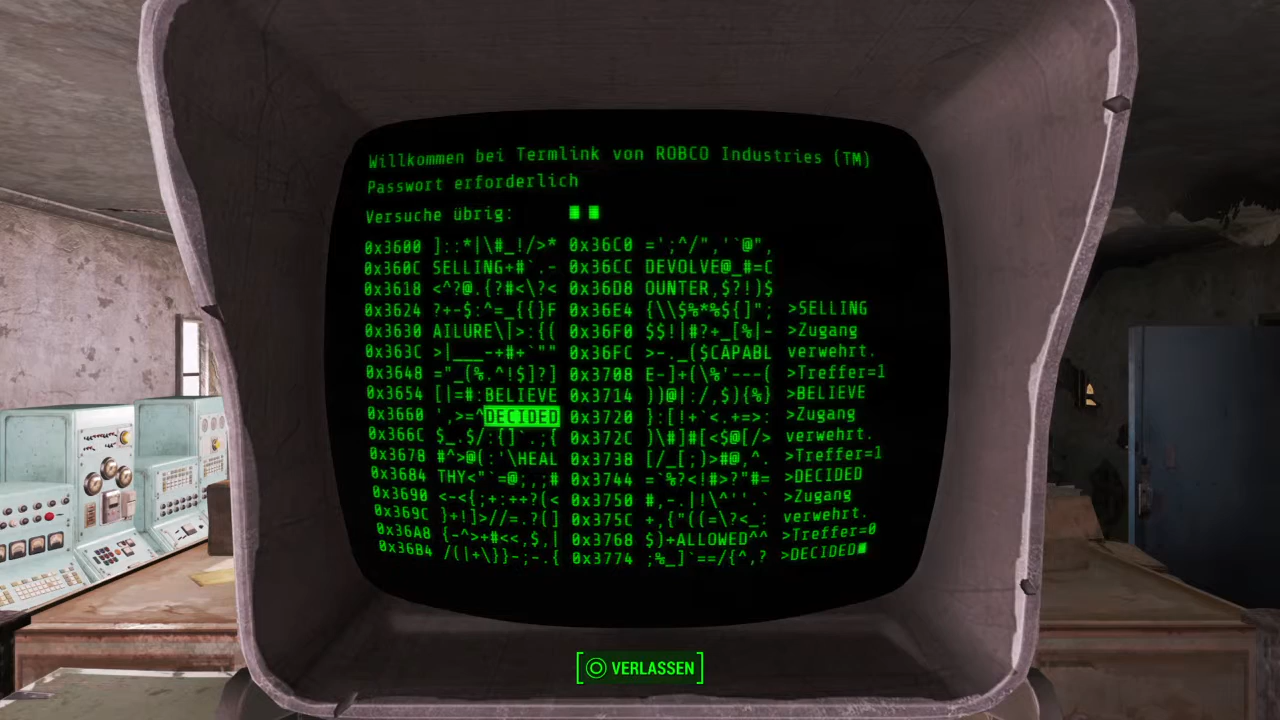 Willkommen bei Termlink von ROBCO Industries (TM)
Passwort erforderlich
Versuche übrig: ■ ■
0x3600 ]::*|\#_!/>* 0x36C0 =';^/",'`@",
0x360C SELLING+#`.- 0x36CC DEVOLVE@_#=C
0x3618 <^?@.{?#<\?< 0x36D8 OUNTER,$?!)$
0x3624 ?+-$:^=_{{}F 0x36E4 {\\$%*%${]"; >SELLING
0x3630 AILURE\|>:{( 0x36F0 $$!|#?+_[%|- >Zugang
0x363C >|___-+#+`"" 0x36FC >-._($CAPABL verwehrt.
0x3648 ="_(%.^!$]?] 0x3708 E-]+(\%'---( >Treffer=1
0x3654 [|=#:BELIEVE 0x3714 ))@|:/,$){%} >BELIEVE
0x3660 ',>=^DECIDED 0x3720 }:[!+`<.+=>: >Zugang
0x366C $_.$/:{]`.;{ 0x372C )\#]#[<$@[/> verwehrt.
0x3678 #^>@(:'\HEAL 0x3738 [/_[;)>#@,^. >Treffer=1
0x3684 THY<"`=@;,;# 0x3744 =`%?<!#>?"#= >DECIDED
0x3690 <-<{;+:++?(< 0x3750 #,-.|!\^''.` >Zugang
0x369C }+!]>//=.?(] 0x375C +,{"((=\?<_: verwehrt.
0x36A8 {-^>+#<<,$,| 0x3768 $)+ALLOWED^^ >Treffer=0
0x36B4 /(|+\}}-;-.{ 0x3774 ;%_]`==/{^,? >DECIDED■
VERLASSEN